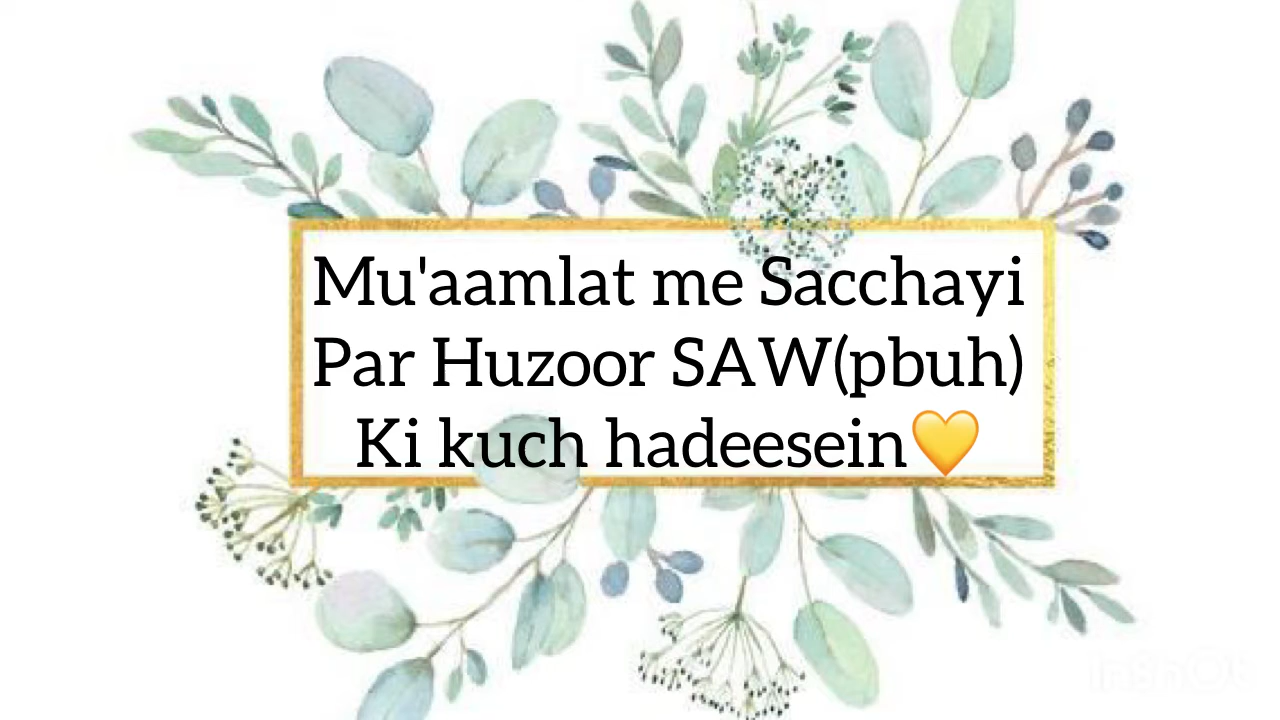 Mu'aamlat me Sacchayi
Par Huzoor SAW(pbuh)
Ki kuch hadeesein💛